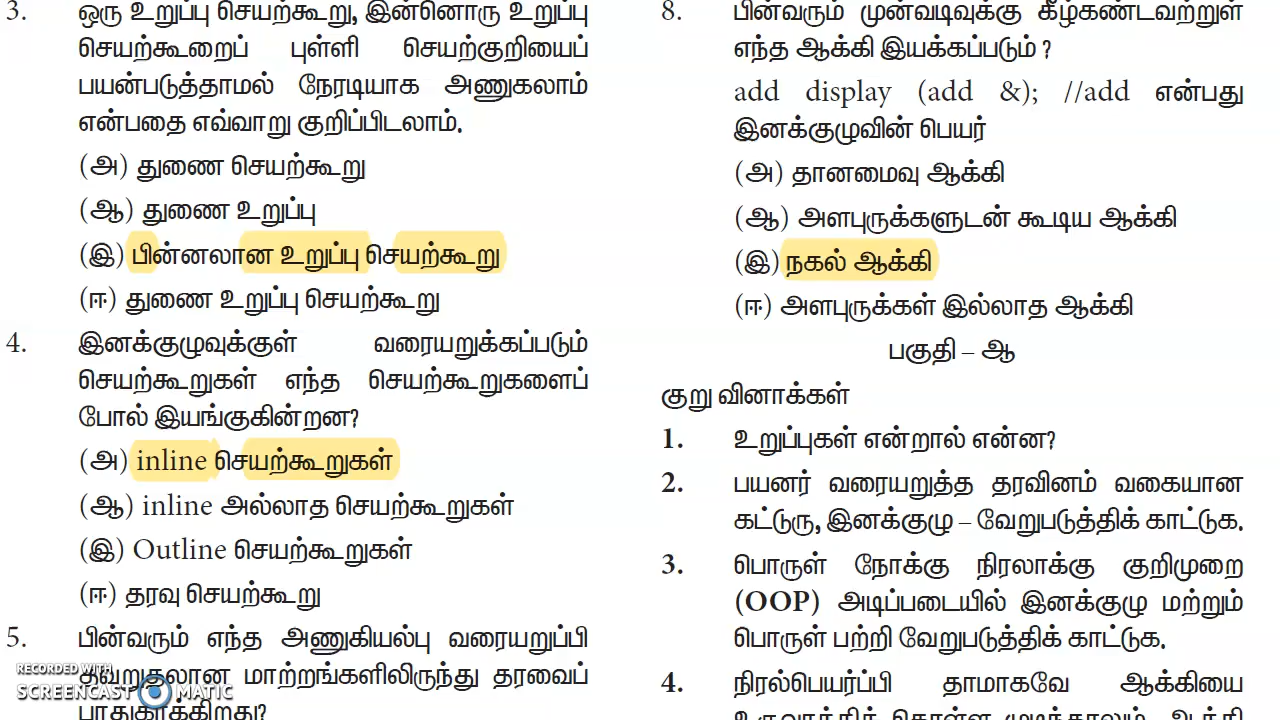 3. ஒரு உறுப்பு செயற்கூறு, இன்னொரு உறுப்பு
செயற்கூறைப் புள்ளி செயற்குறியைப்
பயன்படுத்தாமல் நேரடியாக அணுகலாம்
என்பதை எவ்வாறு குறிப்பிடலாம்.
(அ) துணை செயற்கூறு
(ஆ) துணை உறுப்பு
(இ) பின்னலான உறுப்பு செயற்கூறு
(ஈ) துணை உறுப்பு செயற்கூறு
4. இனக்குழுவுக்குள் வரையறுக்கப்படும்
செயற்கூறுகள் எந்த செயற்கூறுகளைப்
போல் இயங்குகின்றன?
(அ) inline செயற்கூறுகள்
(ஆ) inline அல்லாத செயற்கூறுகள்
(இ) Outline செயற்கூறுகள்
(ஈ) தரவு செயற்கூறு
5. பின்வரும் எந்த அணுகியல்பு வரையறுப்பி
தவறுதலான மாற்றங்களிலிருந்து தரவைப்
பாதுகாக்கிறது?
8. பின்வரும் முன்வடிவுக்கு கீழ்கண்டவற்றுள்
எந்த ஆக்கி இயக்கப்படும் ?
add display (add &); //add என்பது
இனக்குழுவின் பெயர்
(அ) தானமைவு ஆக்கி
(ஆ) அளபுருக்களுடன் கூடிய ஆக்கி
(இ) நகல் ஆக்கி
(ஈ) அளபுருக்கள் இல்லாத ஆக்கி
பகுதி – ஆ
குறு வினாக்கள்
1. உறுப்புகள் என்றால் என்ன?
2. பயனர் வரையறுத்த தரவினம் வகையான
கட்டுரு, இனக்குழு – வேறுபடுத்திக் காட்டுக.
3. பொருள் நோக்கு நிரலாக்கு குறிமுறை
(OOP) அடிப்படையில் இனக்குழு மற்றும்
பொருள் பற்றி வேறுபடுத்திக் காட்டுக.
4. நிரல்பெயர்ப்பி தாமாகவே ஆக்கியை
உருவாக்கிக் கொள்ள முடிந்தாலும், ஆக்கி
RECORDED WITH
SCREENCAST MATIC